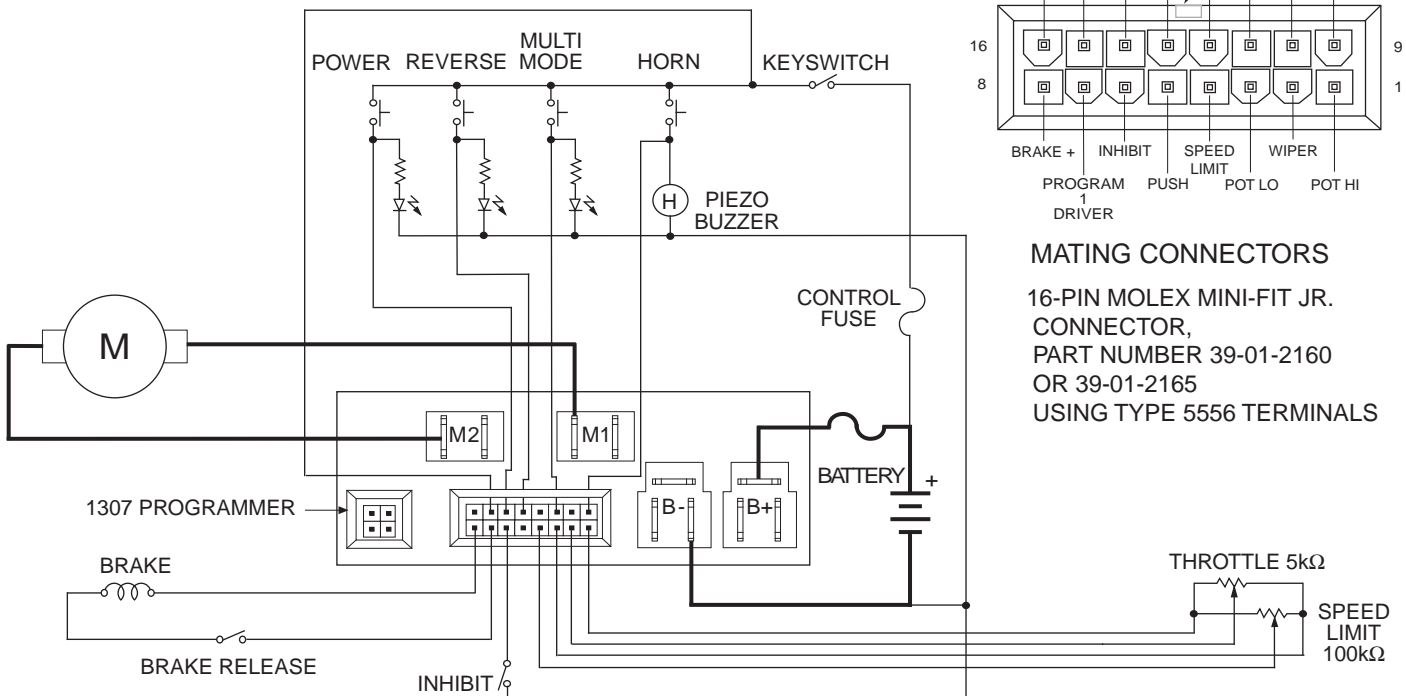 POWER
REVERSE
MULTI
MODE
HORN
KEYSWITCH
H
PIEZO
BUZZER
CONTROL
FUSE
M
M2
M1
1307 PROGRAMMER
B-
B+
BATTERY
+
BRAKE
BRAKE RELEASE
INHIBIT
THROTTLE 5kΩ
SPEED
LIMIT
100kΩ
16
9
8
1
BRAKE +
INHIBIT
SPEED
LIMIT
WIPER
PROGRAM
1
DRIVER
PUSH
POT LO
POT HI
MATING CONNECTORS
16-PIN MOLEX MINI-FIT JR.
CONNECTOR,
PART NUMBER 39-01-2160
OR 39-01-2165
USING TYPE 5556 TERMINALS